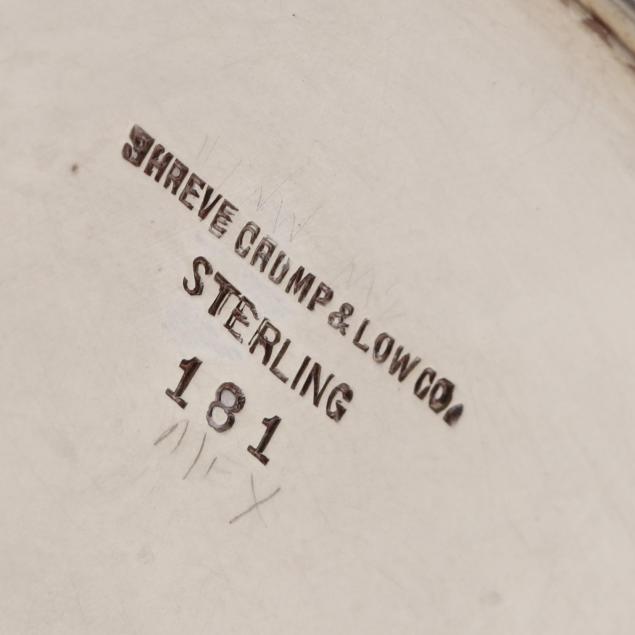 SHREVE CRUMP & LOW CO.
STERLING
181